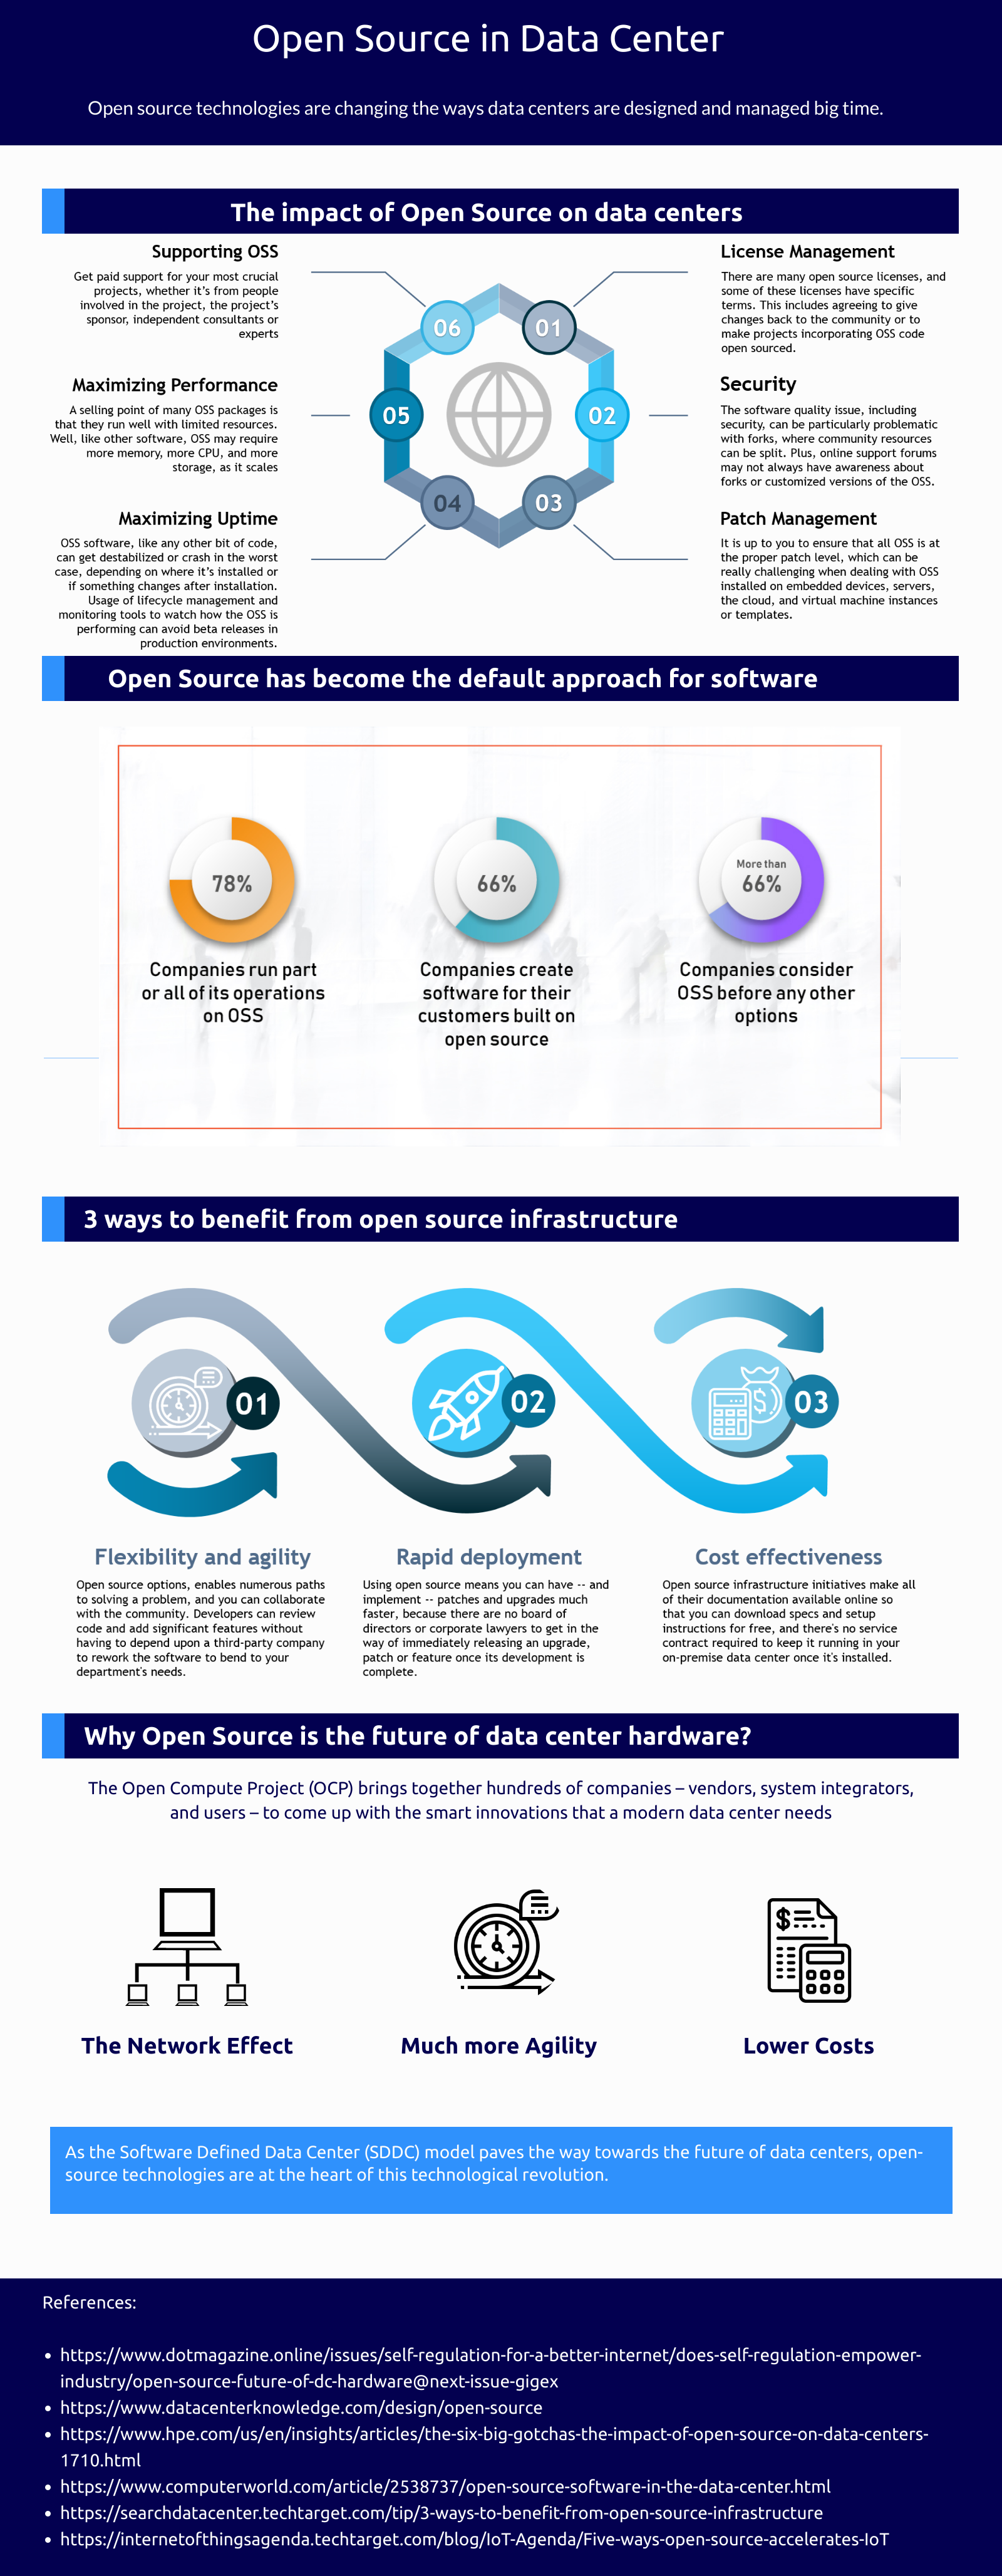 Open Source in Data Center
Open source technologies are changing the ways data centers are designed and managed big time.
The impact of Open Source on data centers
Supporting OSS
Get paid support for your most crucial
projects, whether it's from people
involved in the project, the project's
sponsor, independent consultants or
experts
Maximizing Performance
A selling point of many OSS packages is
that they run well with limited resources.
Well, like other software, OSS may require
more memory, more CPU, and more
storage, as it scales
Maximizing Uptime
OSS software, like any other bit of code,
can get destabilized or crash in the worst
case, depending on where it's installed or
if something changes after installation.
Usage of lifecycle management and
monitoring tools to watch how the OSS is
performing can avoid beta releases in
production environments.
06
01
05
02
04
03
License Management
There are many open source licenses, and
some of these licenses have specific
terms. This includes agreeing to give
changes back to the community or to
make projects incorporating OSS code
open sourced.
Security
The software quality issue, including
security, can be particularly problematic
with forks, where community resources
can be split. Plus, online support forums
may not always have awareness about
forks or customized versions of the OSS.
Patch Management
It is up to you to ensure that all OSS is at
the proper patch level, which can be
really challenging when dealing with OSS
installed on embedded devices, servers,
the cloud, and virtual machine instances
or templates.
Open Source has become the default approach for software
78%
Companies run part
or all of its operations
on OSS
66%
Companies create
software for their
customers built on
open source
More than
66%
Companies consider
OSS before any other
options
3 ways to benefit from open source infrastructure
01
02
03
Flexibility and agility
Open source options, enables numerous paths
to solving a problem, and you can collaborate
with the community. Developers can review
code and add significant features without
having to depend upon a third-party company
to rework the software to bend to your
department's needs.
Rapid deployment
Using open source means you can have -- and
implement -- patches and upgrades much
faster, because there are no board of
directors or corporate lawyers to get in the
way of immediately releasing an upgrade,
patch or feature once its development is
complete.
Cost effectiveness
Open source infrastructure initiatives make all
of their documentation available online so
that you can download specs and setup
instructions for free, and there's no service
contract required to keep it running in your
on-premise data center once it's installed.
Why Open Source is the future of data center hardware?
The Open Compute Project (OCP) brings together hundreds of companies – vendors, system integrators,
and users – to come up with the smart innovations that a modern data center needs
The Network Effect
Much more Agility
Lower Costs
As the Software Defined Data Center (SDDC) model paves the way towards the future of data centers, open-
source technologies are at the heart of this technological revolution.
References:
• https://www.dotmagazine.online/issues/self-regulation-for-a-better-internet/does-self-regulation-empower-
industry/open-source-future-of-dc-hardware@next-issue-gigex
• https://www.datacenterknowledge.com/design/open-source
• https://www.hpe.com/us/en/insights/articles/the-six-big-gotchas-the-impact-of-open-source-on-data-centers-
1710.html
• https://www.computerworld.com/article/2538737/open-source-software-in-the-data-center.html
• https://searchdatacenter.techtarget.com/tip/3-ways-to-benefit-from-open-source-infrastructure
• https://internetofthingsagenda.techtarget.com/blog/IoT-Agenda/Five-ways-open-source-accelerates-IoT